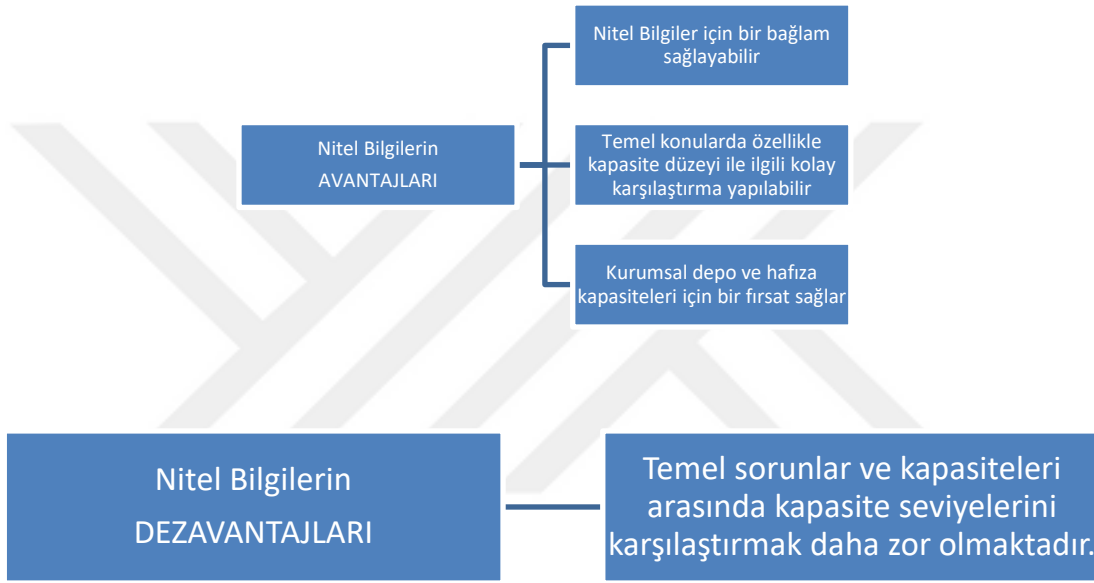 Nitel Bilgiler için bir bağlam
sağlayabilir
Nitel Bilgilerin
AVANTAJLARI
Temel konularda özellikle
kapasite düzeyi ile ilgili kolay
karşılaştırma yapılabilir
Kurumsal depo ve hafıza
kapasiteleri için bir fırsat sağlar
Nitel Bilgilerin
DEZAVANTAJLARI
Temel sorunlar ve kapasiteleri
arasında kapasite seviyelerini
karşılaştırmak daha zor olmaktadır.